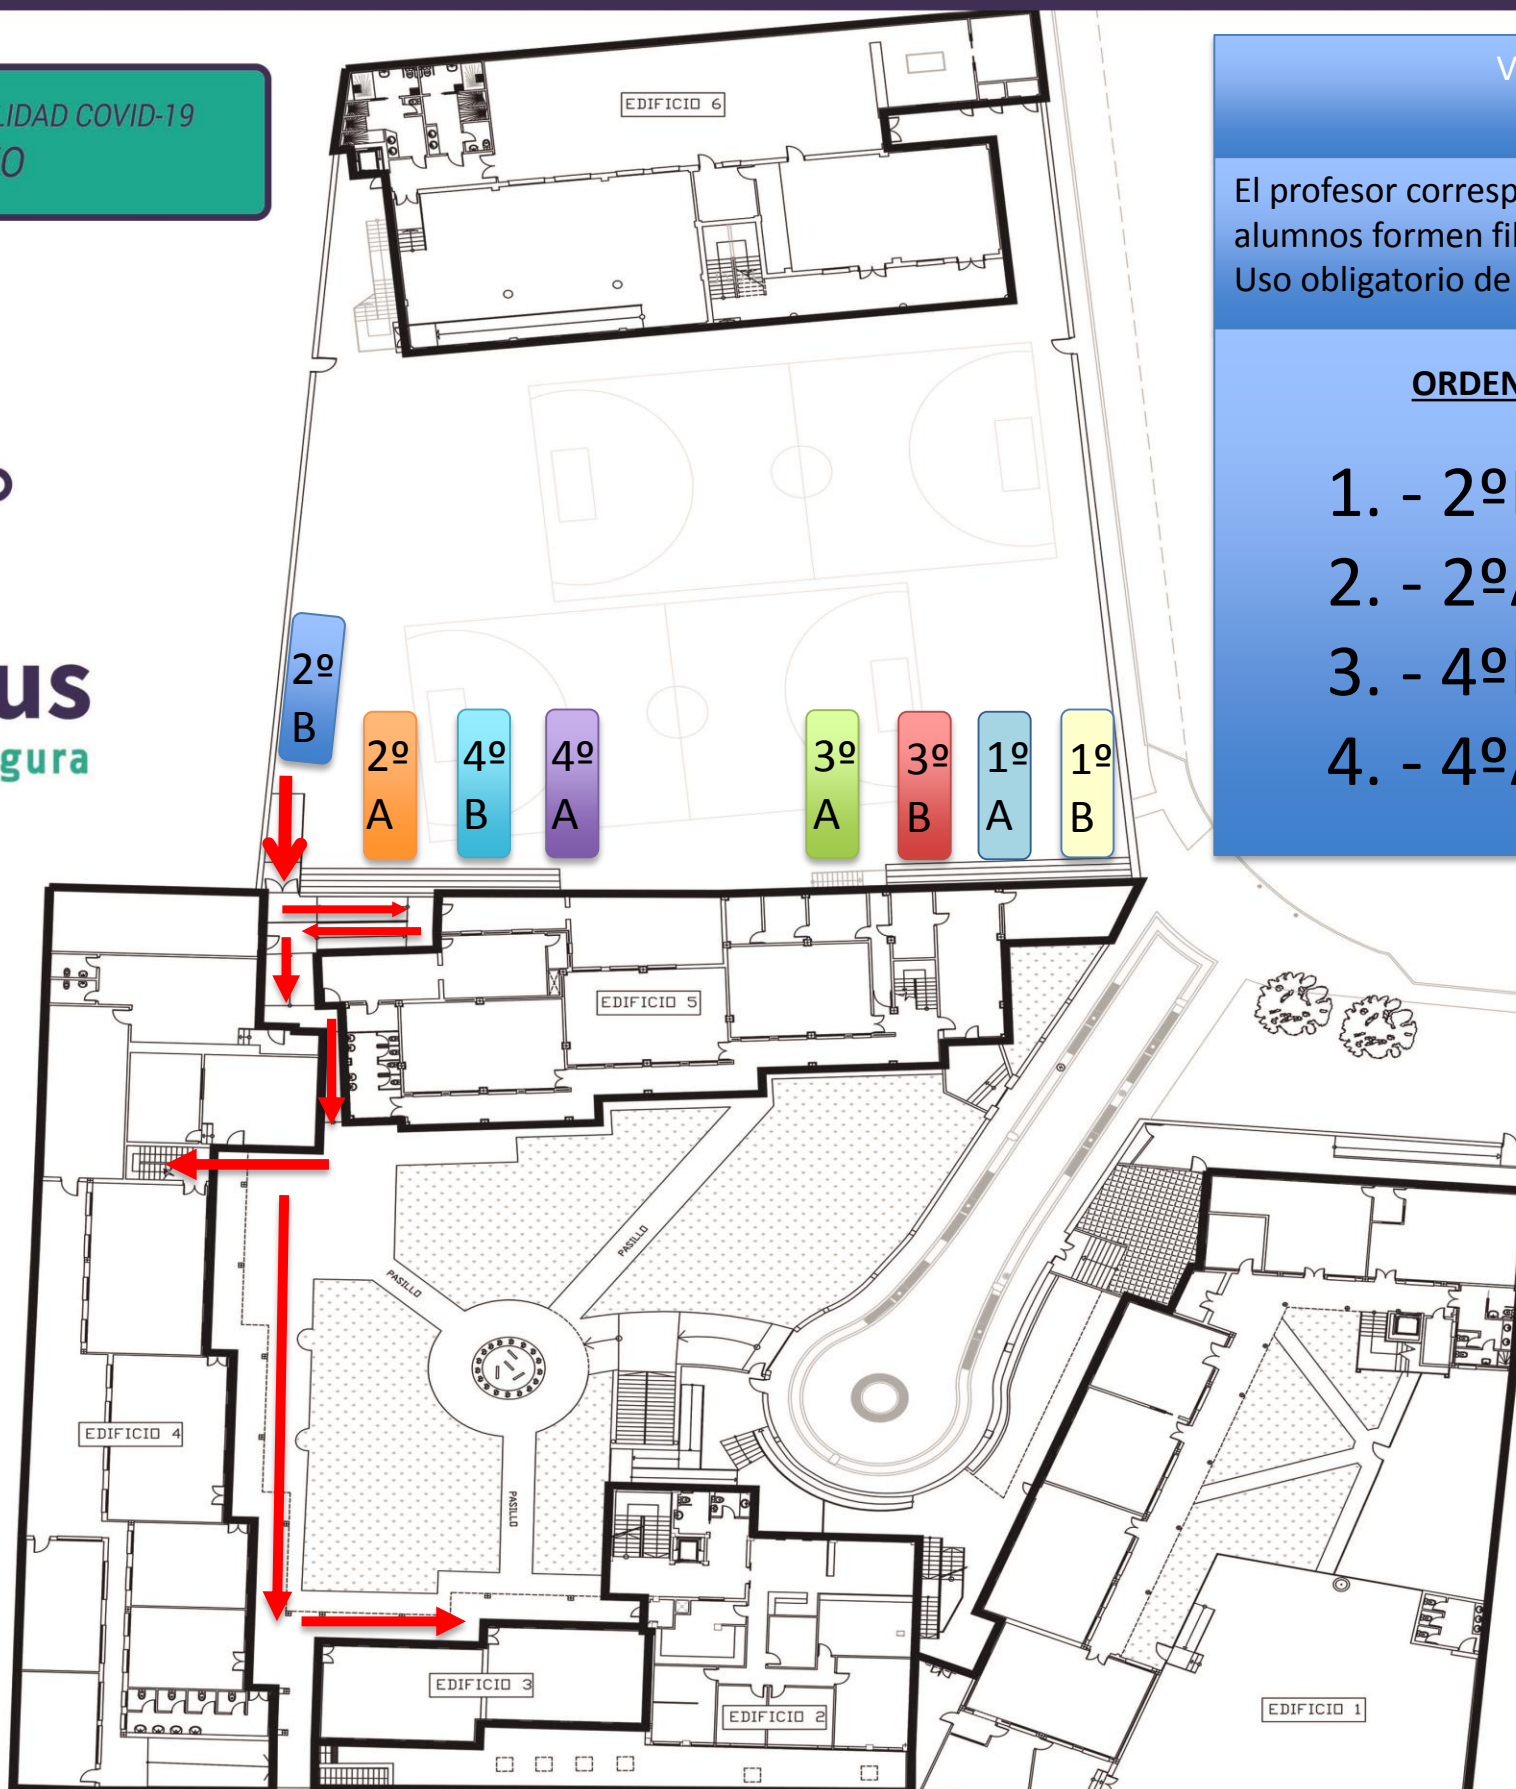 LIDAD COVID-19
O
us
gura
V
El profesor corresp
alumnos formen fil
Uso obligatorio de
ORDEN
1. - 2º
2. - 2º
3. - 4º
4. - 4º
EDIFICIO 6
2º
B
2º
A
4º
B
4º
A
3º
A
3º
B
1º
A
1º
B
EDIFICIO 5
PASILLO
PASILLO
PASILLO
EDIFICIO 4
EDIFICIO 3
EDIFICIO 2
EDIFICIO 1